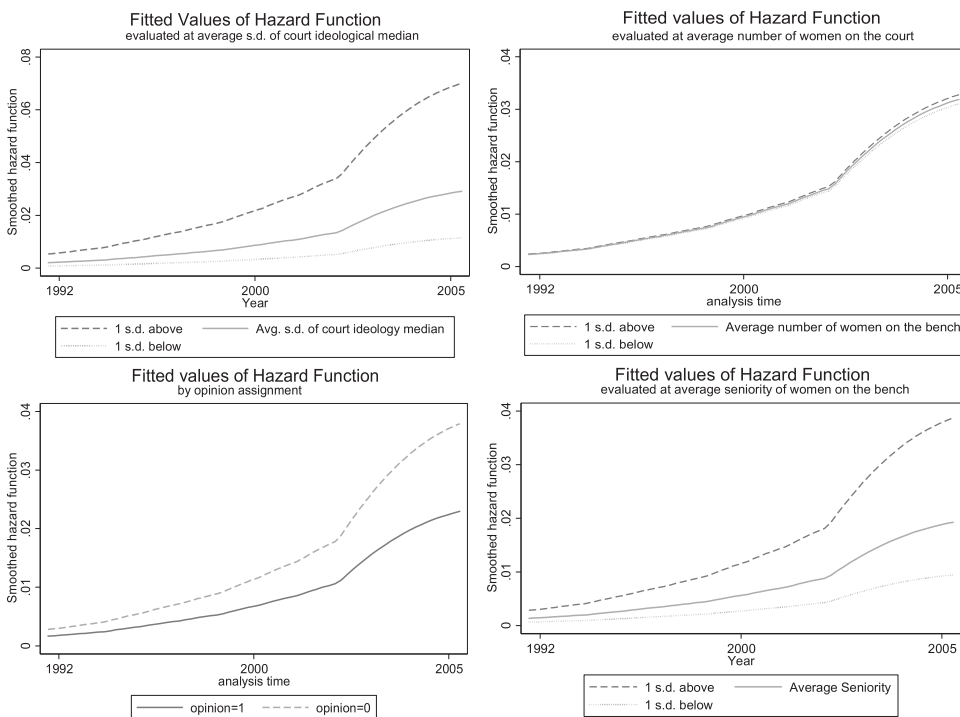 Fitted Values of Hazard Function
evaluated at average s.d. of court ideological median
Smoothed hazard function
.08
.06
.04
.02
0
1992
2000
2005
Year
1 s.d. above
Avg. s.d. of court ideology median
1 s.d. below
Fitted values of Hazard Function
evaluated at average number of women on the court
Smoothed hazard function
.04
.03
.02
.01
0
1992
2000
2005
analysis time
1 s.d. above
Average number of women on the bench
1 s.d. below
Fitted values of Hazard Function
by opinion assignment
Smoothed hazard function
.04
.03
.02
.01
0
1992
2000
2005
analysis time
opinion=1
opinion=0
Fitted values of Hazard Function
evaluated at average seniority of women on the bench
Smoothed hazard function
.04
.03
.02
.01
0
1992
2000
2005
Year
1 s.d. above
Average Seniority
1 s.d. below